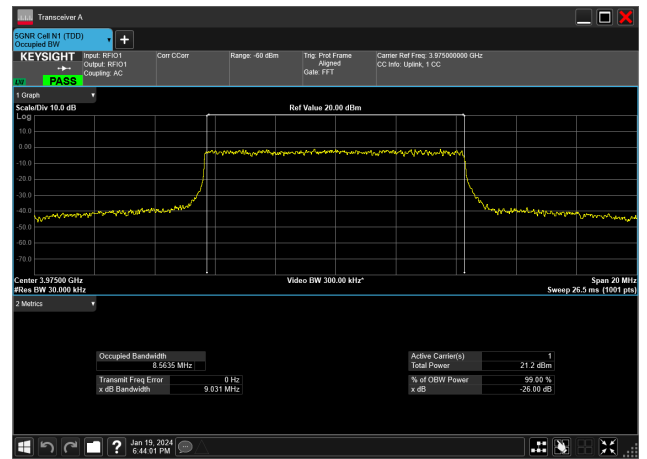 Transceiver A
5GNR Cell N1 (TDD)
Occupied BW
KEYSIGHT
Input: RFIO1
Output: RFIO1
Coupling: AC
Corr CCorr
Range: -60 dBm
Trig: Prot Frame
Aligned
Gate: FFT
Carrier Ref Freq: 3.975000000 GHz
CC Info: Uplink, 1 CC
LW PASS
1 Graph
Scale/Div 10.0 dB
Ref Value 20.00 dBm
Log
10.0
0.00
-10.0
-20.0
-30.0
-40.0
-50.0
-60.0
-70.0
Center 3.97500 GHz
#Res BW 30.000 kHz
Video BW 300.00 kHz*
Span 20 MHz
Sweep 26.5 ms (1001 pts)
2 Metrics
Occupied Bandwidth
8.5635 MHz
Transmit Freq Error 0 Hz
x dB Bandwidth 9.031 MHz
Active Carrier(s) 1
Total Power 21.2 dBm
% of OBW Power 99.00 %
x dB -26.00 dB
Jan 19, 2024
6:44:01 PM